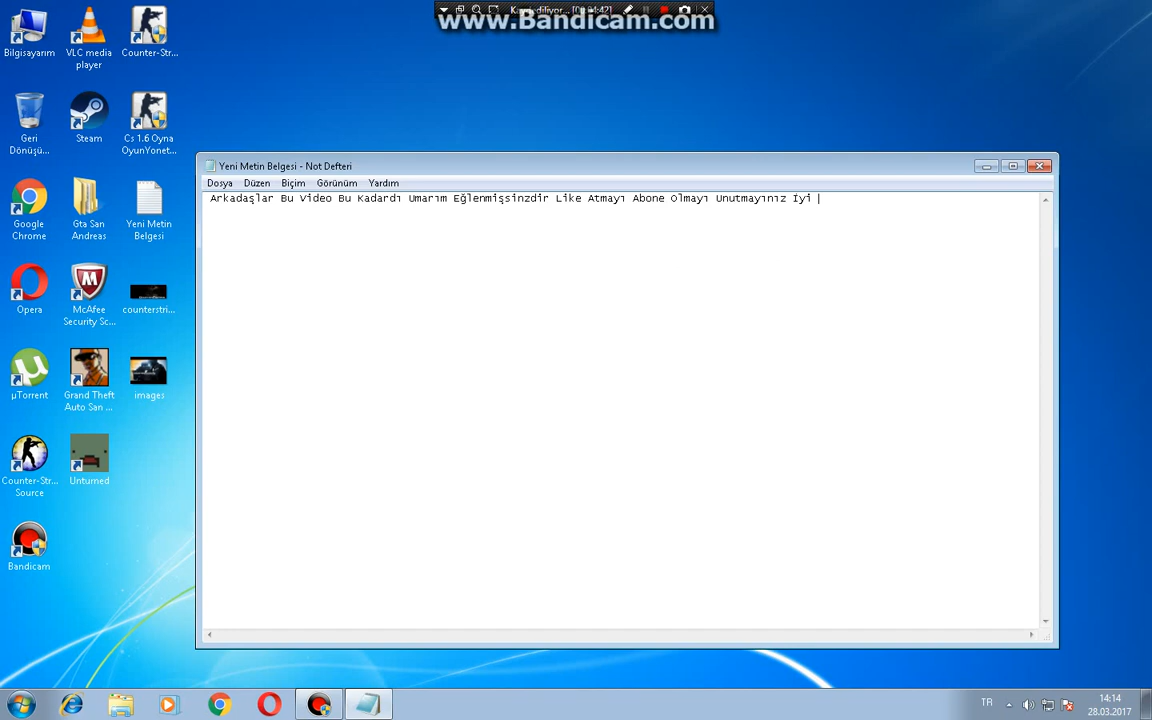 www.Bandicam.com
Bilgisayarım
VLC media
player
Counter-Str...
Geri
Dönüşü...
Steam
Cs 1.6 Oyna
OyunYonet...
Google
Chrome
Gta San
Andreas
Yeni Metin
Belgesi
Opera
McAfee
Security Sc...
counterstri...
µTorrent
Grand Theft
Auto San ...
images
Counter-Str...
Source
Unturned
Bandicam
Yeni Metin Belgesi - Not Defteri
Dosya Düzen Biçim Görünüm Yardım
Arkadaşlar Bu Video Bu Kadardı Umarım Eğlenmişsinzdir Like Atmayı Abone Olmayı Unutmayınız İyi
TR
14:14
28.03.2017